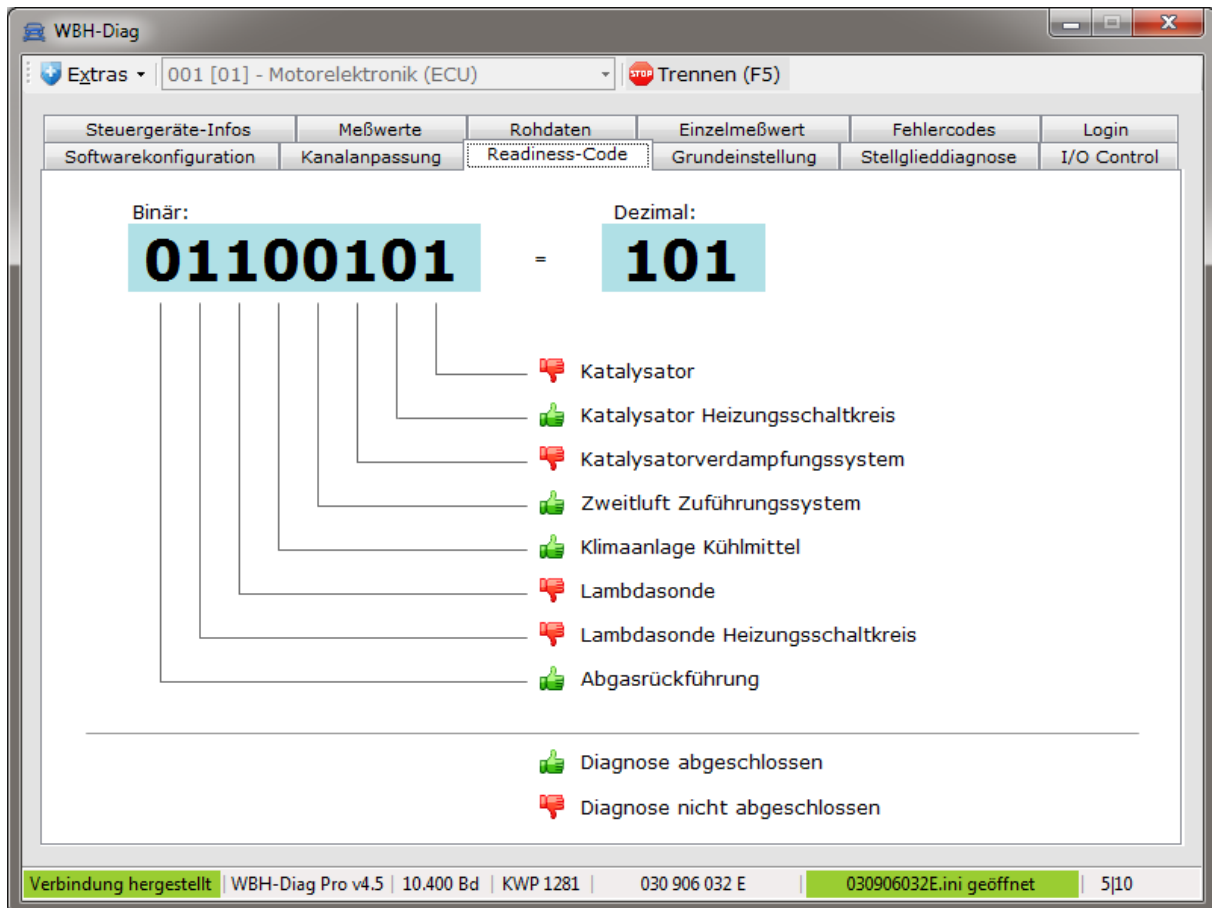 WBH-Diag
Extras 001 [01] - Motorelektronik (ECU) STOP Trennen (F5)
Steuergeräte-Infos Meßwerte Rohdaten Einzelmeßwert Fehlercodes Login
Softwarekonfiguration Kanalanpassung Readiness-Code Grundeinstellung Stellglieddiagnose I/O Control
Binär: Dezimal:
01100101 = 101
Katalysator
Katalysator Heizungsschaltkreis
Katalysatorverdampfungssystem
Zweitluft Zuführungssystem
Klimaanlage Kühlmittel
Lambdasonde
Lambdasonde Heizungsschaltkreis
Abgasrückführung
Diagnose abgeschlossen
Diagnose nicht abgeschlossen
Verbindung hergestellt | WBH-Diag Pro v4.5 | 10.400 Bd | KWP 1281 | 030 906 032 E | 030906032E.ini geöffnet | 5|10